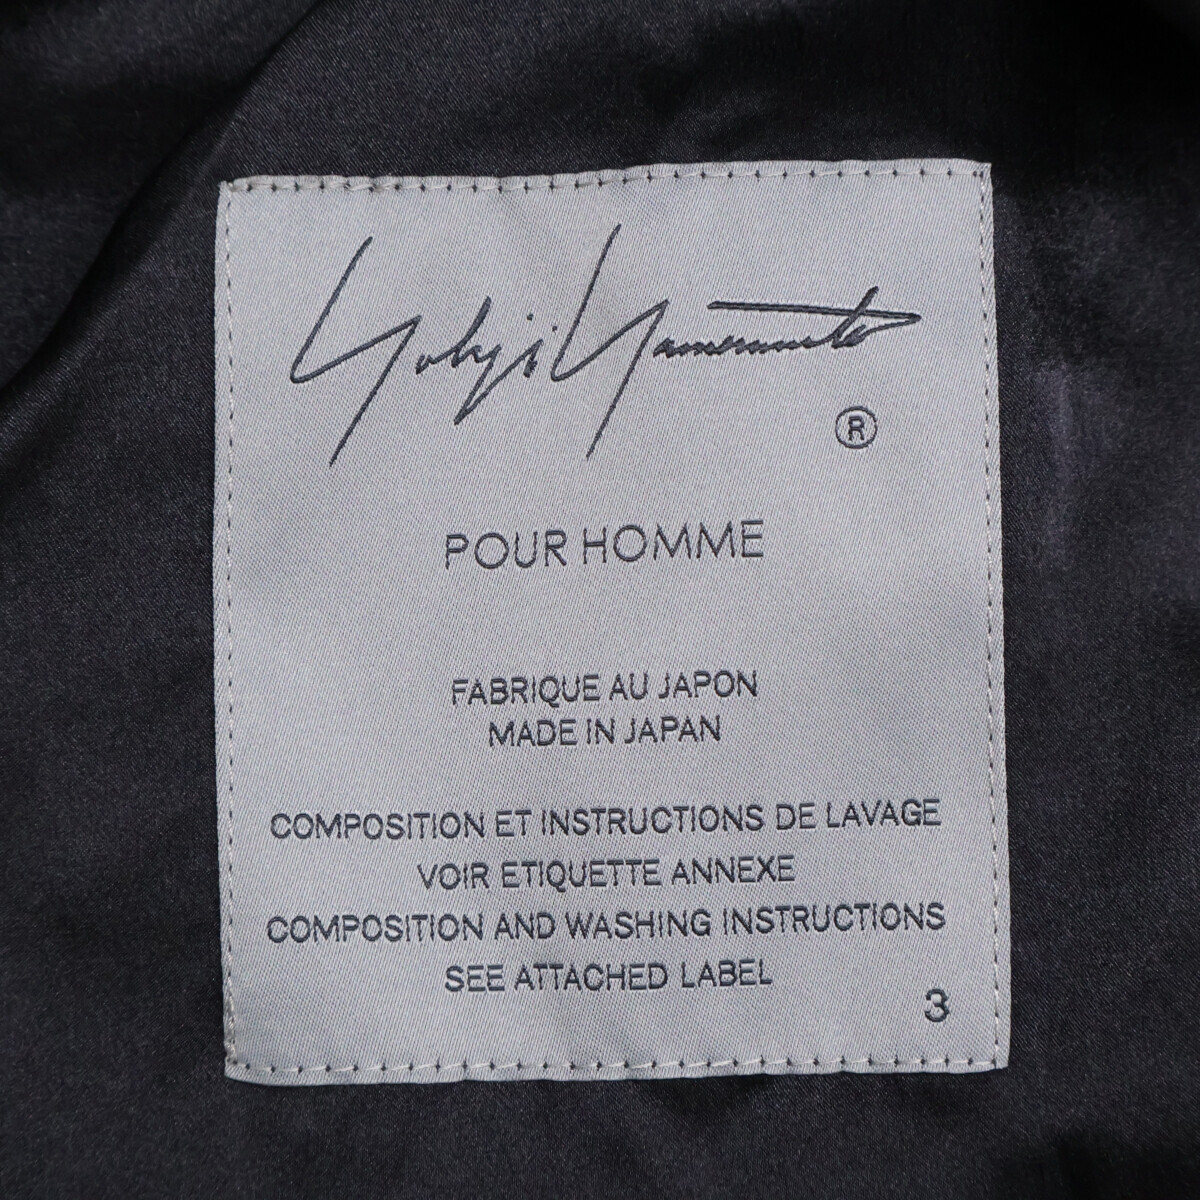 Yohji Yamamoto
®
POUR HOMME
FABRIQUE AU JAPON
MADE IN JAPAN
COMPOSITION ET INSTRUCTIONS DE LAVAGE
VOIR ETIQUETTE ANNEXE
COMPOSITION AND WASHING INSTRUCTIONS
SEE ATTACHED LABEL
3